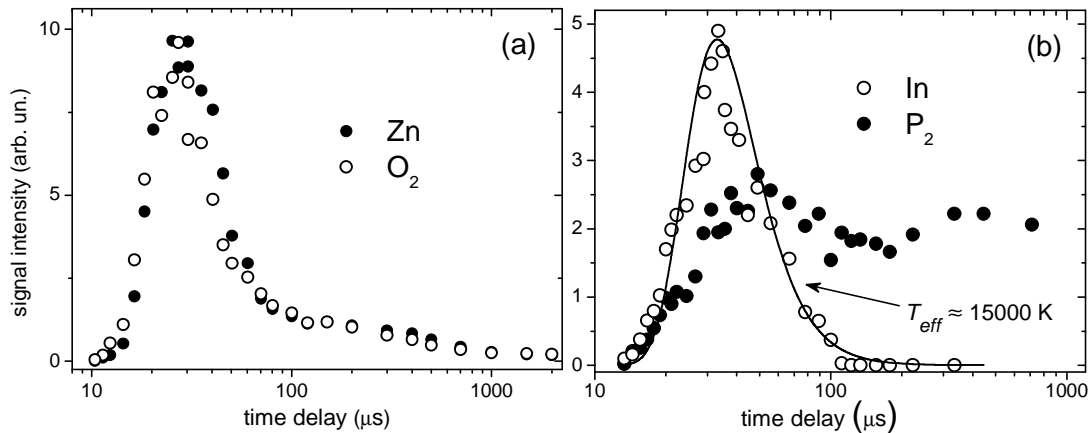 10
(a)
Zn
O2
5
0
signal intensity (arb. un.)
10 100 1000
time delay (μs)
5
(b)
In
P2
4
3
2
1
T_eff ≈ 15000 K
0
10 100 1000
time delay (μs)